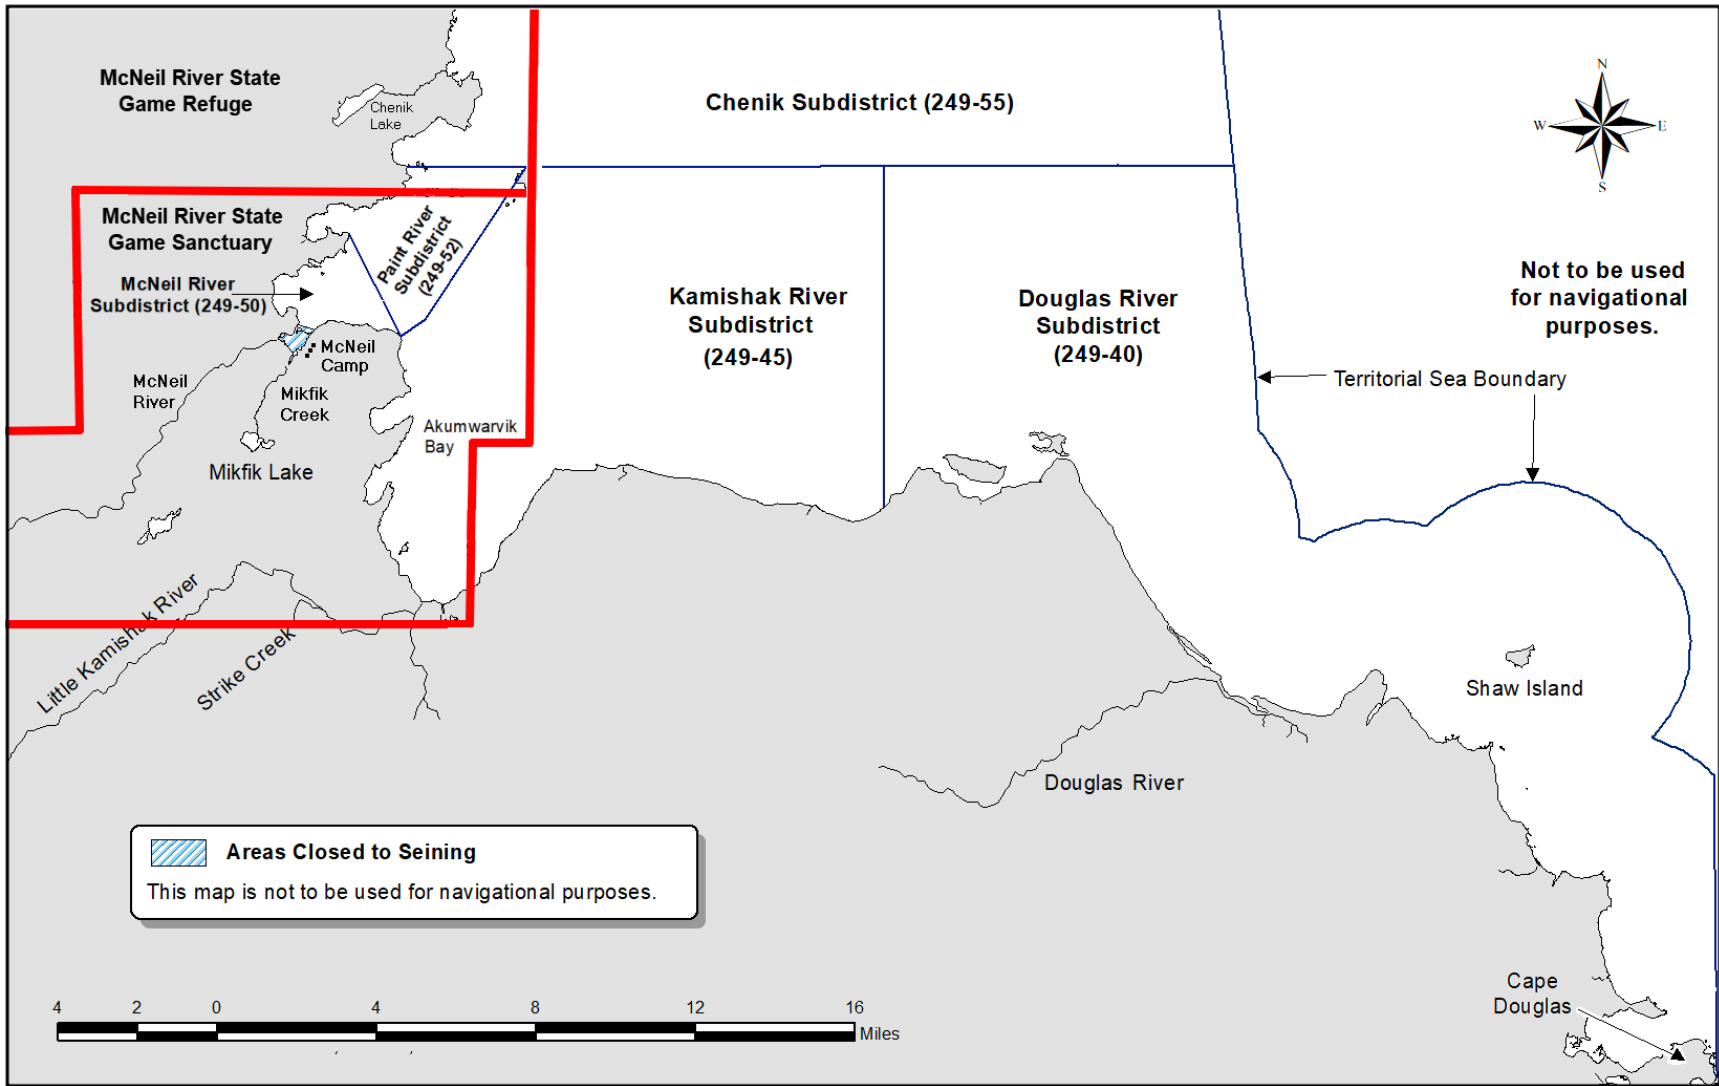 McNeil River State
Game Refuge
Chenik
Lake
Chenik Subdistrict (249-55)
N
W
E
S
McNeil River State
Game Sanctuary
Paint River
Subdistrict
(249-52)
McNeil River
Subdistrict (249-50)
Kamishak River
Subdistrict
(249-45)
Douglas River
Subdistrict
(249-40)
Not to be used
for navigational
purposes.
McNeil
Camp
McNeil
River
Mikfik
Creek
Territorial Sea Boundary
Akumwarvik
Bay
Mikfik Lake
Little Kamishak River
Strike Creek
Shaw Island
Douglas River
Areas Closed to Seining
This map is not to be used for navigational purposes.
Cape
Douglas
4 2 0 4 8 12 16
Miles